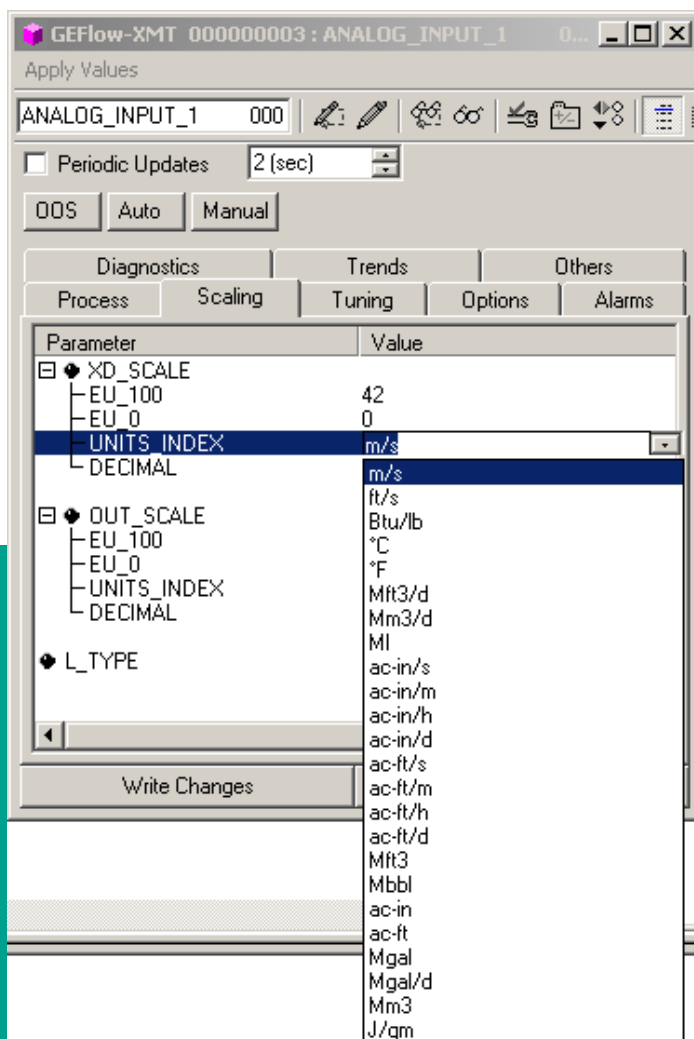 GEFlow-XMT 000000003 : ANALOG_INPUT_1 0...
Apply Values
ANALOG_INPUT_1 000
Periodic Updates 2 (sec)
OOS Auto Manual
Diagnostics Trends Others
Process Scaling Tuning Options Alarms
Parameter Value
XD_SCALE
EU_100 42
EU_0 0
UNITS_INDEX m/s
DECIMAL
OUT_SCALE
EU_100
EU_0
UNITS_INDEX
DECIMAL
L_TYPE
m/s
ft/s
Btu/lb
°C
°F
Mft3/d
Mm3/d
Ml
ac-in/s
ac-in/m
ac-in/h
ac-in/d
ac-ft/s
ac-ft/m
ac-ft/h
ac-ft/d
Mft3
Mbbl
ac-in
ac-ft
Mgal
Mgal/d
Mm3
J/gm
Write Changes